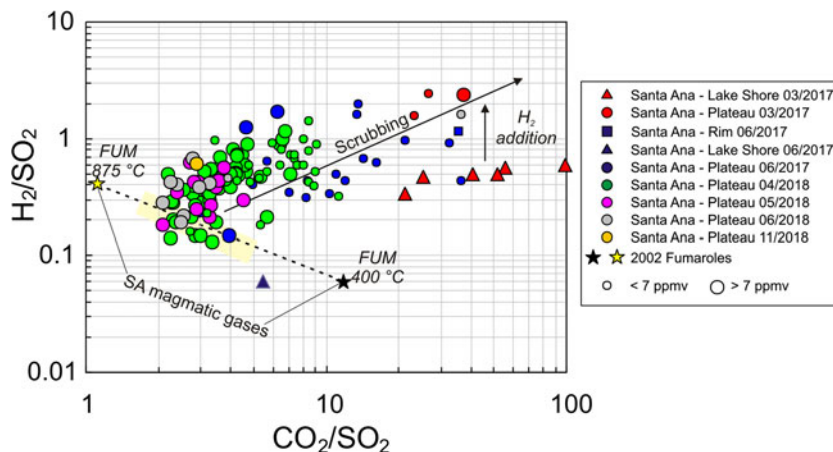 10
1
0.1
0.01
H₂/SO₂
1
10
100
CO₂/SO₂
FUM
875 °C
FUM
400 °C
SA magmatic gases
Scrubbing
H₂
addition
Santa Ana - Lake Shore 03/2017
Santa Ana - Plateau 03/2017
Santa Ana - Rim 06/2017
Santa Ana - Lake Shore 06/2017
Santa Ana - Plateau 06/2017
Santa Ana - Plateau 04/2018
Santa Ana - Plateau 05/2018
Santa Ana - Plateau 06/2018
Santa Ana - Plateau 11/2018
2002 Fumaroles
< 7 ppmv
> 7 ppmv